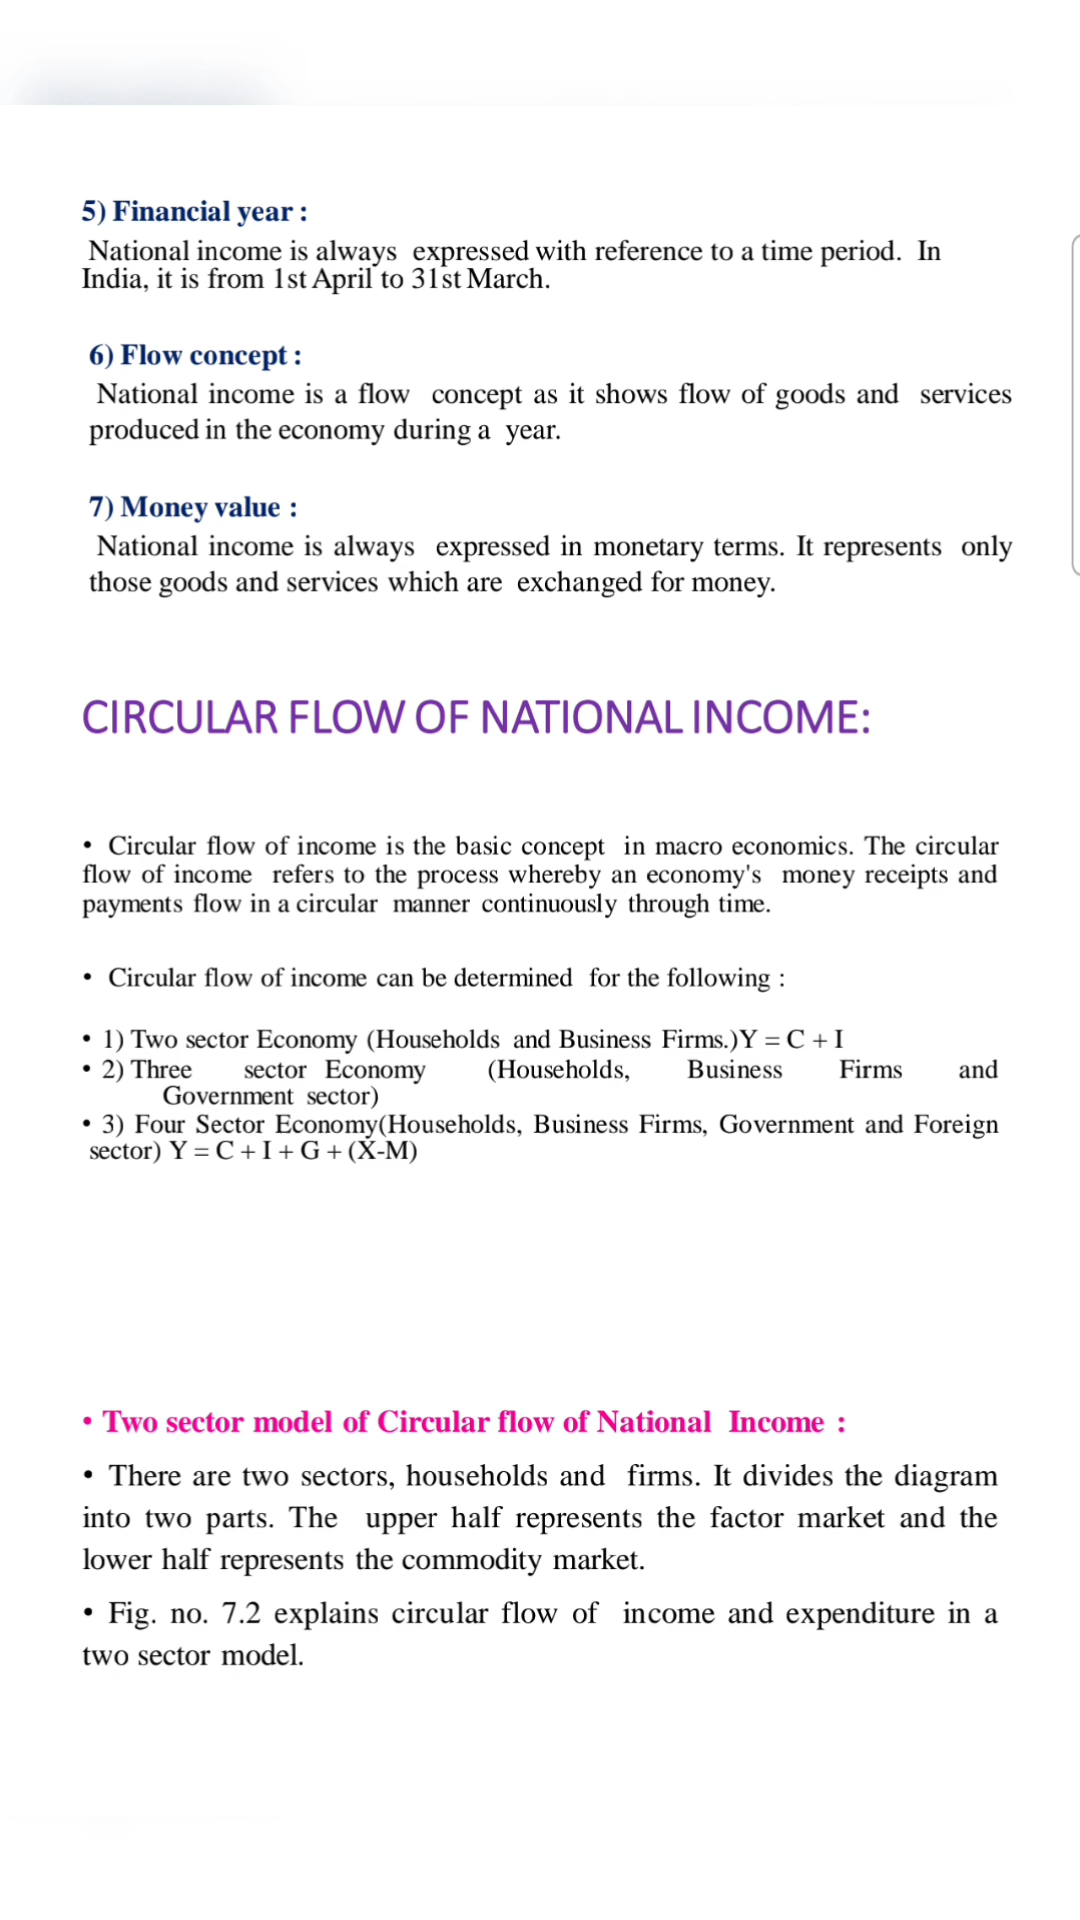 5) Financial year :
National income is always expressed with reference to a time period. In
India, it is from 1st April to 31st March.
6) Flow concept :
National income is a flow concept as it shows flow of goods and services
produced in the economy during a year.
7) Money value :
National income is always expressed in monetary terms. It represents only
those goods and services which are exchanged for money.
CIRCULAR FLOW OF NATIONAL INCOME:
• Circular flow of income is the basic concept in macro economics. The circular
flow of income refers to the process whereby an economy's money receipts and
payments flow in a circular manner continuously through time.
• Circular flow of income can be determined for the following :
• 1) Two sector Economy (Households and Business Firms.)Y = C + I
• 2) Three sector Economy (Households, Business Firms and
Government sector)
• 3) Four Sector Economy(Households, Business Firms, Government and Foreign
sector) Y = C + I + G + (X-M)
• Two sector model of Circular flow of National Income :
• There are two sectors, households and firms. It divides the diagram
into two parts. The upper half represents the factor market and the
lower half represents the commodity market.
• Fig. no. 7.2 explains circular flow of income and expenditure in a
two sector model.